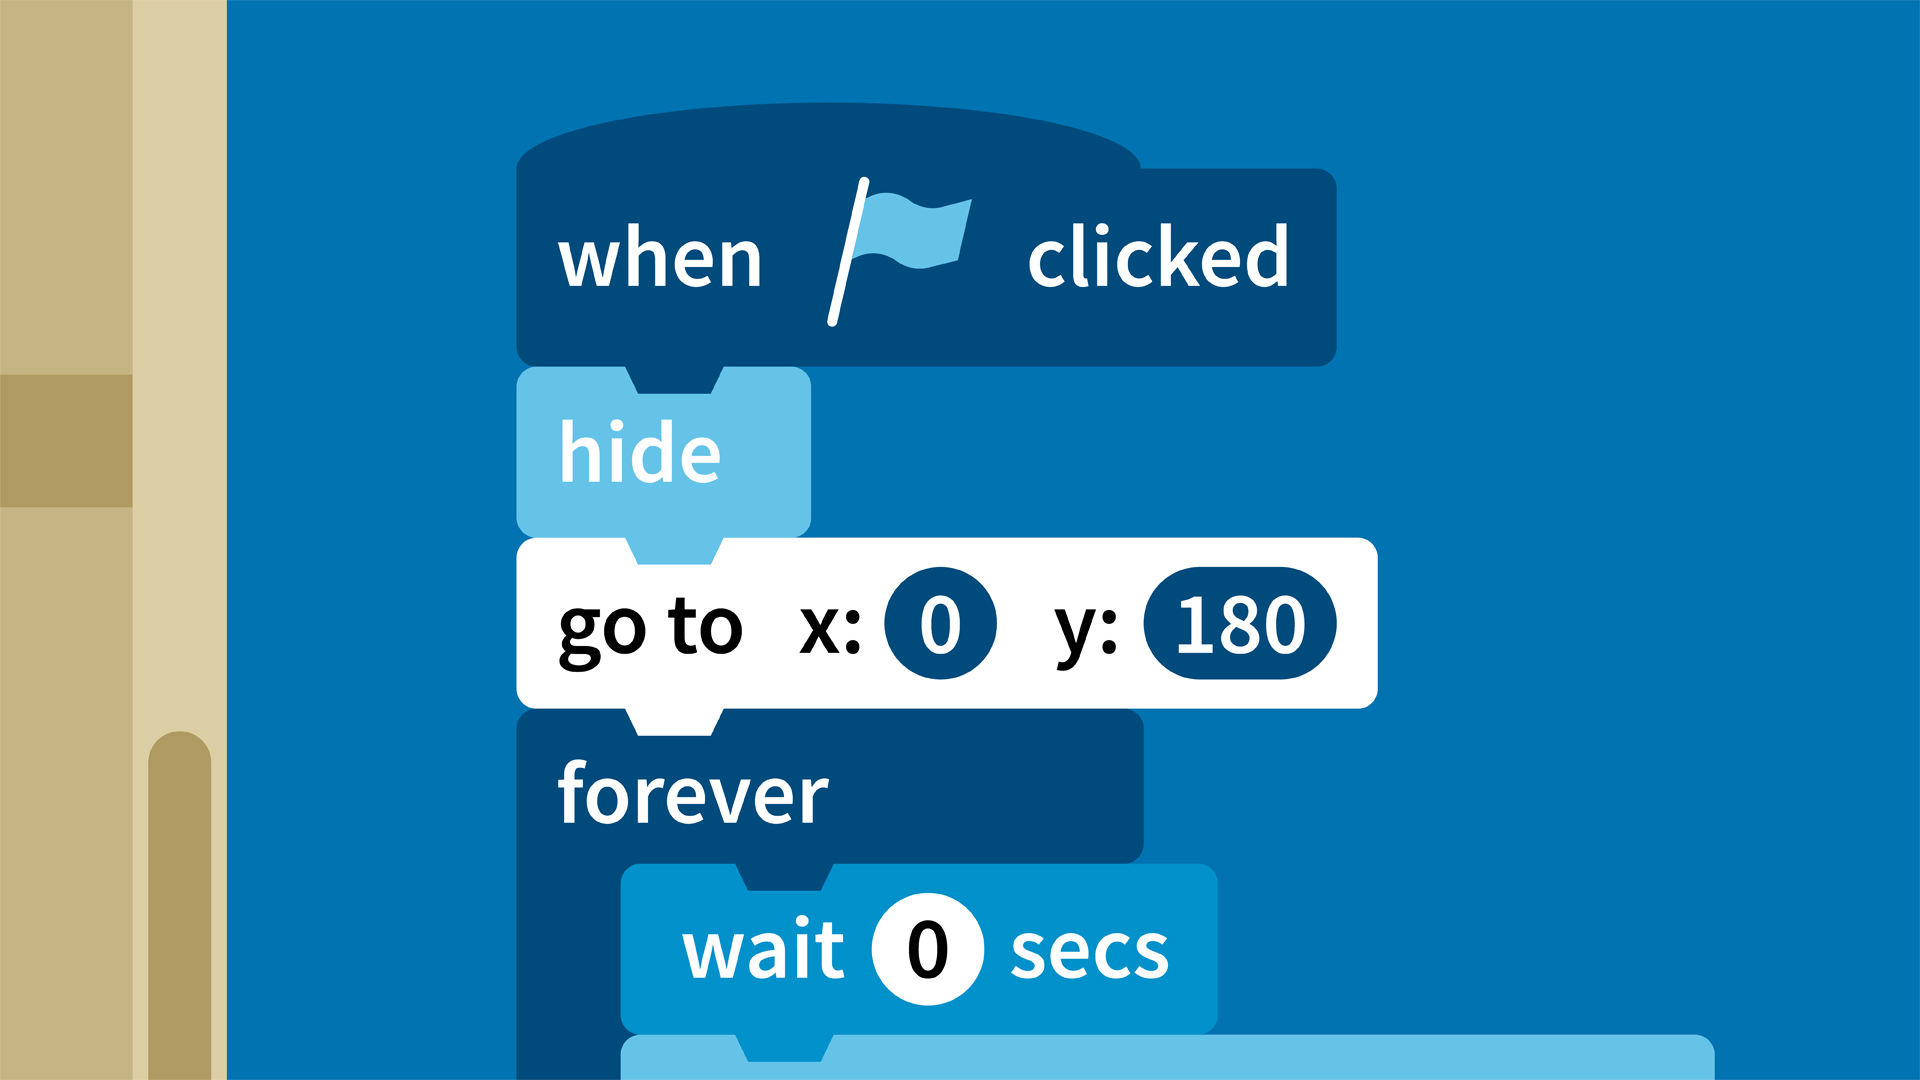 when clicked
hide
go to x: 0 y: 180
forever
wait 0 secs